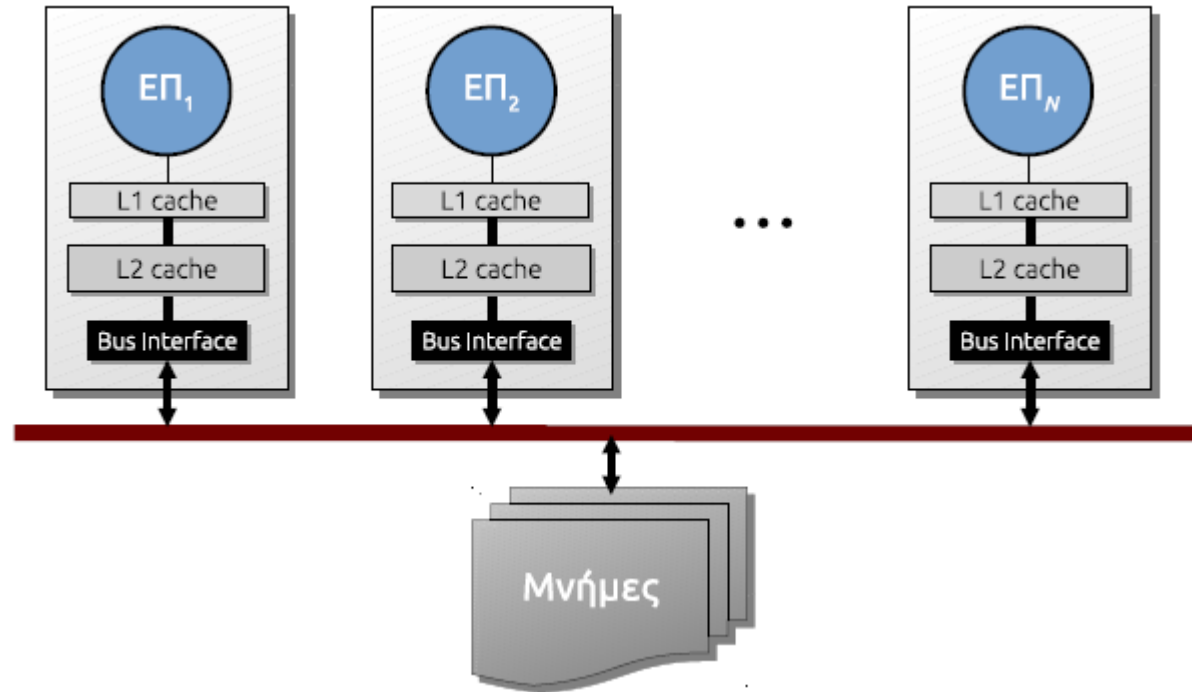 ΕΠ₁
ΕΠ₂
ΕΠ_N
L1 cache
L1 cache
L1 cache
...
L2 cache
L2 cache
L2 cache
Bus Interface
Bus Interface
Bus Interface
Μνήμες